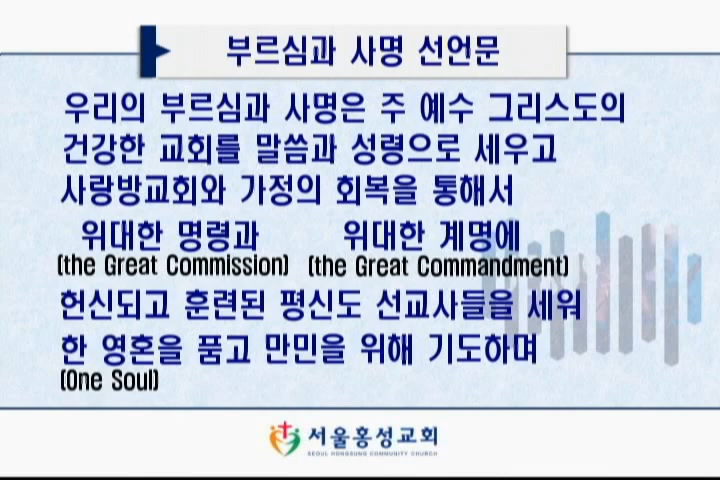 부르심과 사명 선언문
우리의 부르심과 사명은 주 예수 그리스도의
건강한 교회를 말씀과 성령으로 세우고
사랑방교회와 가정의 회복을 통해서
위대한 명령과 위대한 계명에
(the Great Commission) (the Great Commandment)
헌신되고 훈련된 평신도 선교사들을 세워
한 영혼을 품고 만민을 위해 기도하며
(One Soul)
서울홍성교회
SEOUL HONGSUNG COMMUNITY CHURCH